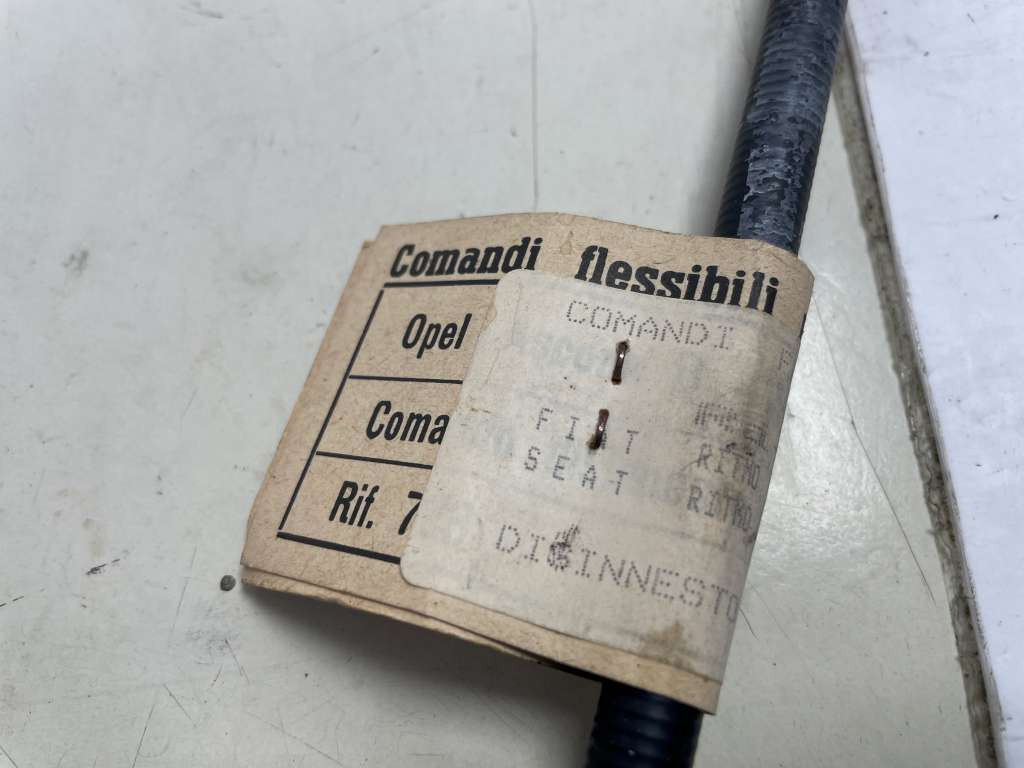 Comandi flessibili
COMANDI
Opel
FIAT RITMO
Coma
SEAT RITMO
Rif. 7
DISINNESTO